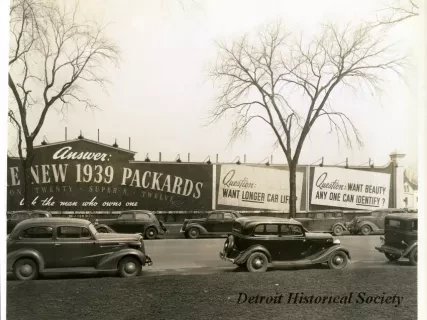 Answer:
NEW 1939 PACKARDS
TWENTY · SUPER 8 · TWELVE
the man who owns one
Question:
WANT LONGER CAR LIFE
Question: WANT BEAUTY
ANY ONE CAN IDENTIFY?
Detroit Historical Society